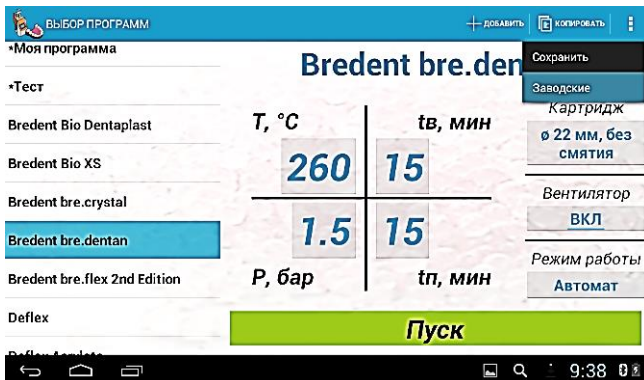 ВЫБОР ПРОГРАММ
ДОБАВИТЬ
КОПИРОВАТЬ
Сохранить
Заводские
*Моя программа
*Тест
Bredent Bio Dentaplast
Bredent Bio XS
Bredent bre.crystal
Bredent bre.dentan
Bredent bre.flex 2nd Edition
Deflex
Bredent bre.den
T, °C
tв, мин
260
15
1.5
15
P, бар
tп, мин
Картридж
ø 22 мм, без
смятия
Вентилятор
ВКЛ
Режим работы
Автомат
Пуск
9:38